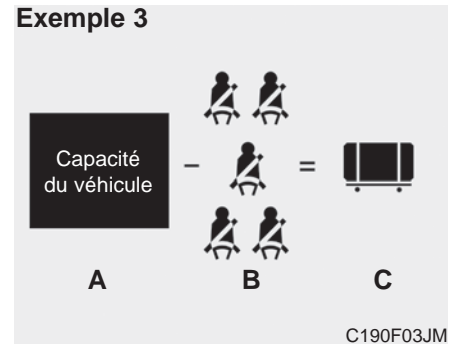 Exemple 3
Capacité
du véhicule
- =
A B C
C190F03JM